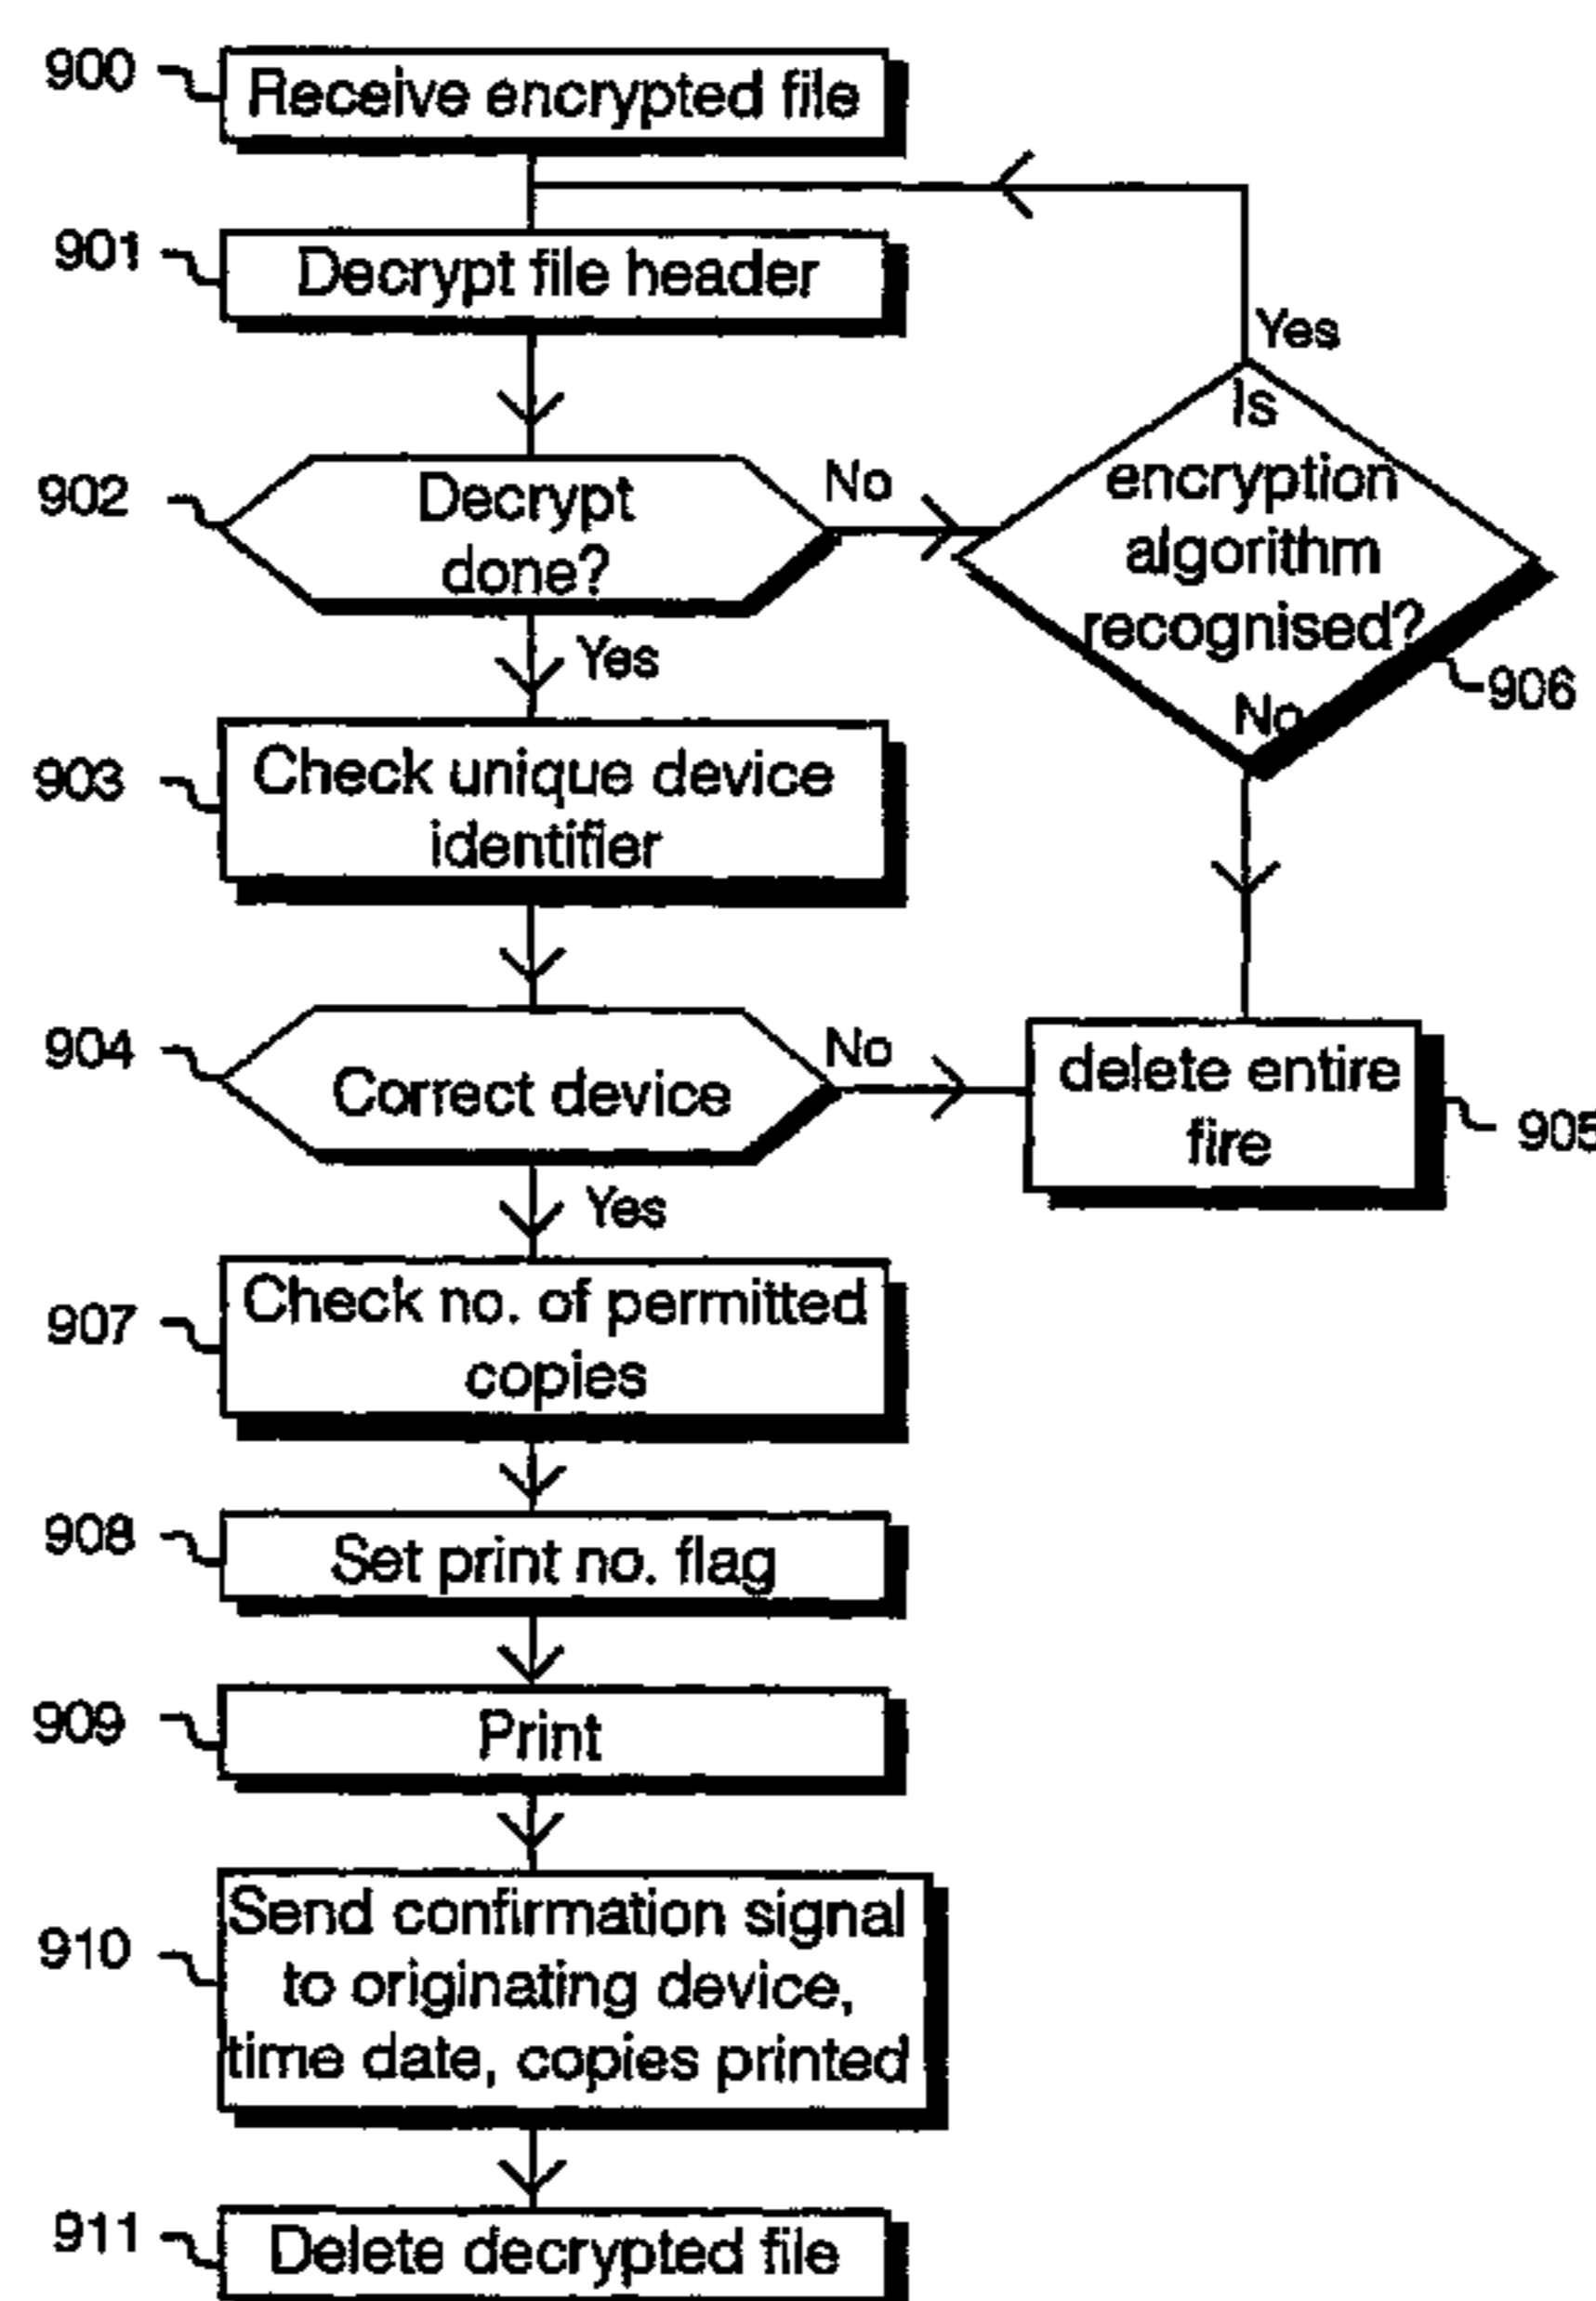 900
Receive encrypted file
901
Decrypt file header
Yes
902
Decrypt
done?
No
Is
encryption
algorithm
recognised?
906
No
Yes
903
Check unique device
identifier
904
Correct device
No
delete entire
fire
905
Yes
907
Check no. of permitted
copies
908
Set print no. flag
909
Print
910
Send confirmation signal
to originating device,
time date, copies printed
911
Delete decrypted file